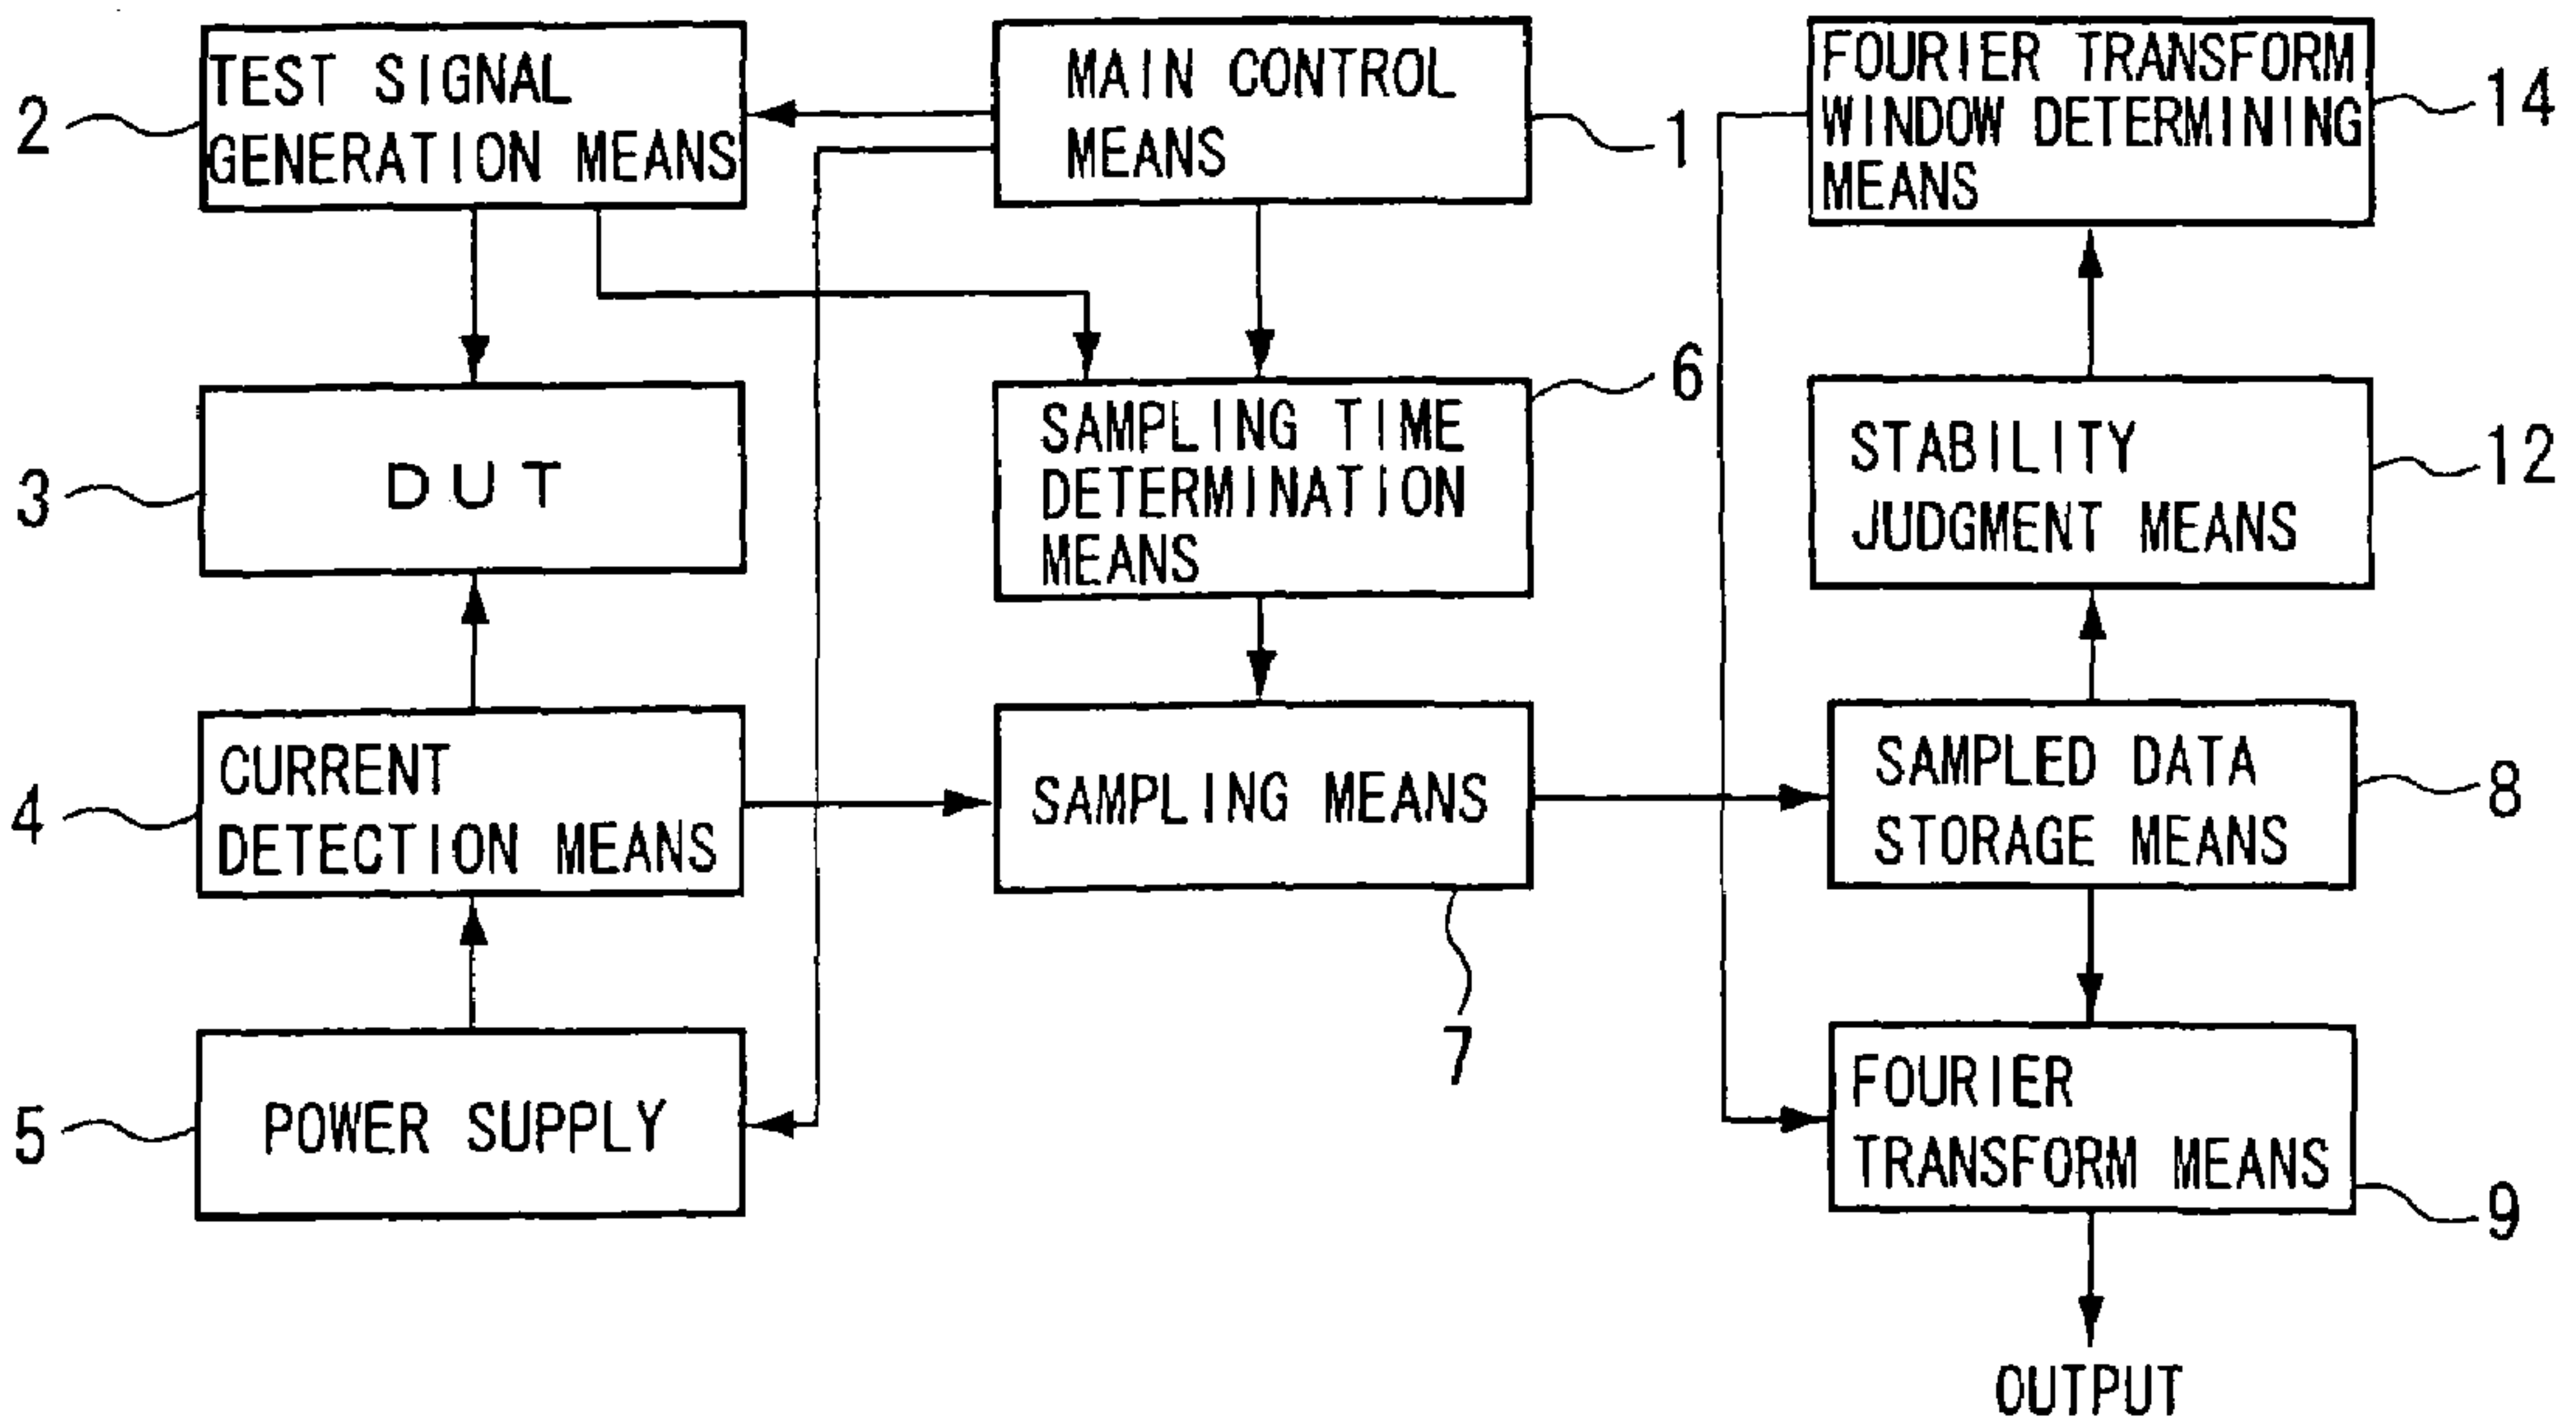 TEST SIGNAL
GENERATION MEANS
2
MAIN CONTROL
MEANS
1
FOURIER TRANSFORM
WINDOW DETERMINING
MEANS
14
DUT
3
SAMPLING TIME
DETERMINATION
MEANS
6
STABILITY
JUDGMENT MEANS
12
CURRENT
DETECTION MEANS
4
SAMPLING MEANS
7
SAMPLED DATA
STORAGE MEANS
8
POWER SUPPLY
5
FOURIER
TRANSFORM MEANS
9
OUTPUT